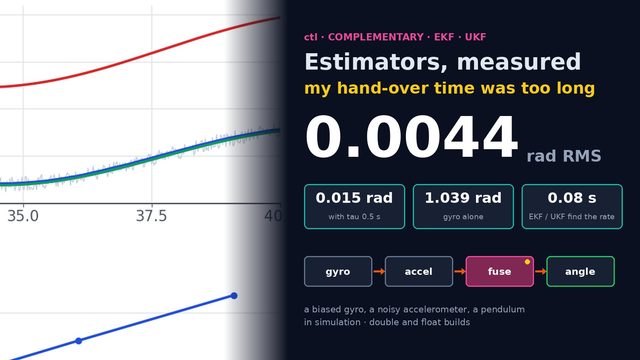 ctl · COMPLEMENTARY · EKF · UKF
Estimators, measured
my hand-over time was too long
0.0044 rad RMS
0.015 rad
with tau 0.5 s
1.039 rad
gyro alone
0.08 s
EKF / UKF find the rate
gyro
accel
fuse
angle
a biased gyro, a noisy accelerometer, a pendulum
in simulation · double and float builds
35.0
37.5
40